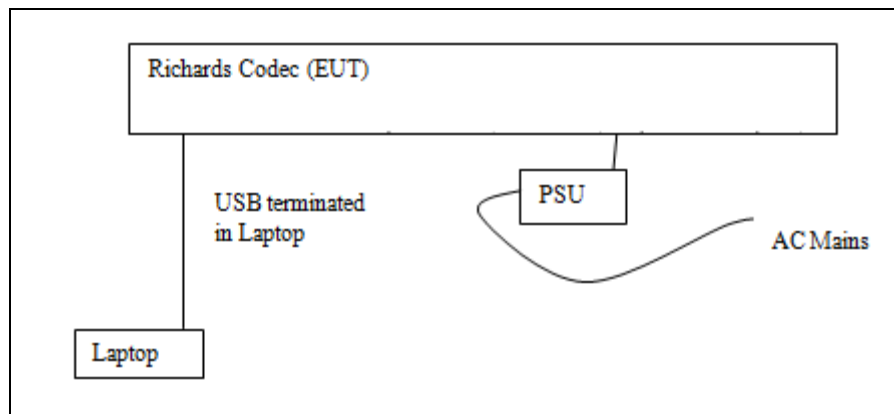 Richards Codec (EUT)
USB terminated
in Laptop
PSU
AC Mains
Laptop